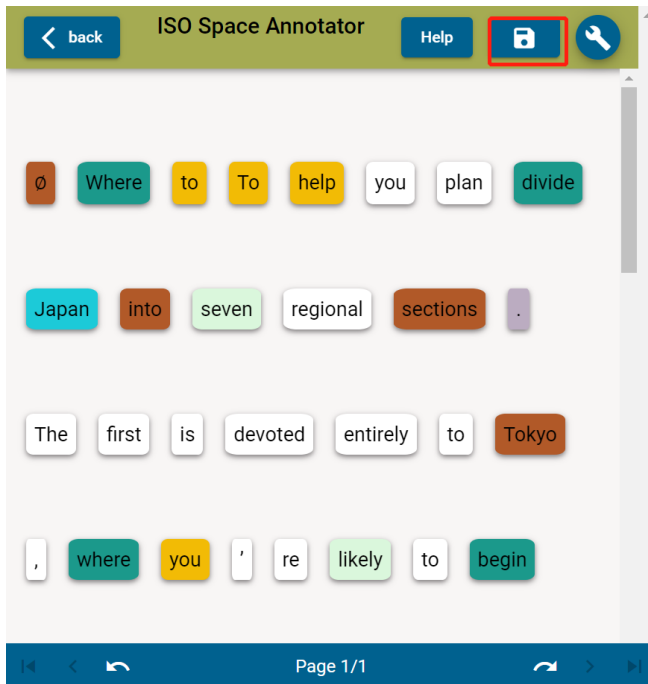 back ISO Space Annotator Help
ø Where to To help you plan divide
Japan into seven regional sections .
The first is devoted entirely to Tokyo
, where you ’ re likely to begin
Page 1/1